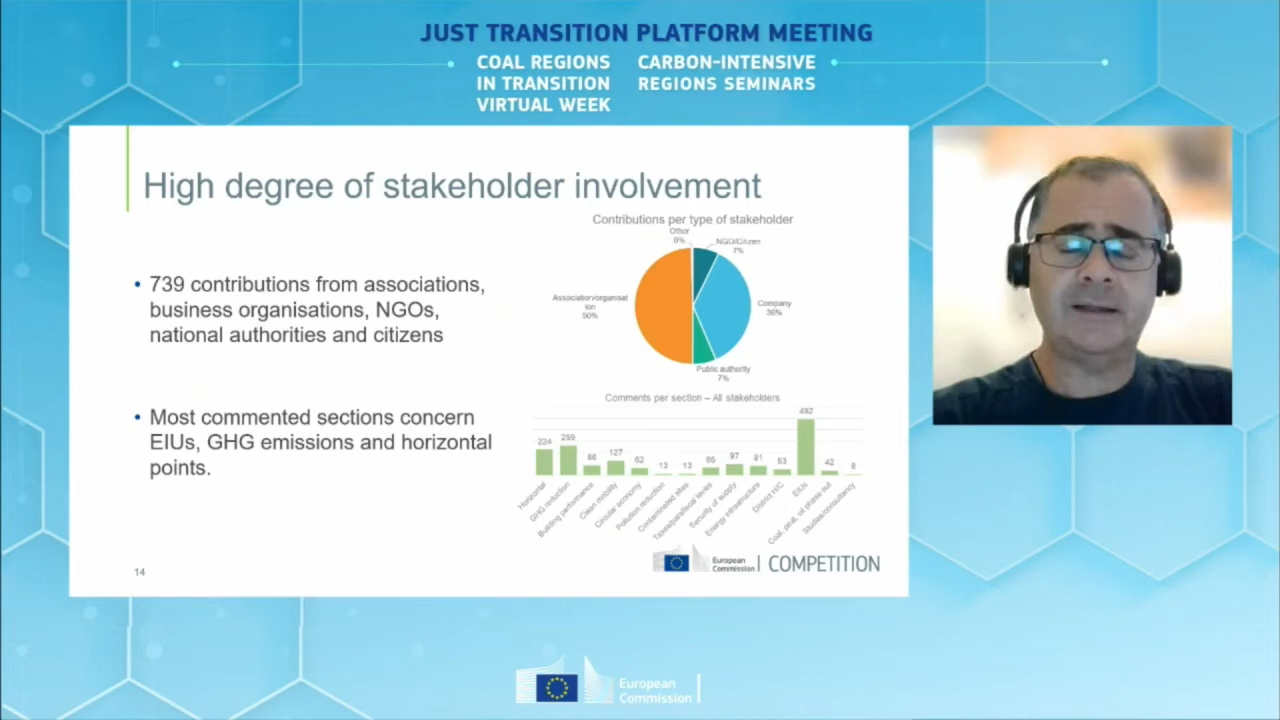 JUST TRANSITION PLATFORM MEETING
COAL REGIONS
IN TRANSITION
VIRTUAL WEEK
CARBON-INTENSIVE
REGIONS SEMINARS
High degree of stakeholder involvement
• 739 contributions from associations,
business organisations, NGOs,
national authorities and citizens
• Most commented sections concern
EIUs, GHG emissions and horizontal
points.
Contributions per type of stakeholder
Other
0%
NGO/Citizen
7%
Company
36%
Public authority
7%
Association/organisat
ion
50%
Comments per section – All stakeholders
224
259
86
127
62
13
13
66
97
81
53
492
42
8
Horizontal
GHG reduction
Building performance
Clean mobility
Circular economy
Pollution reduction
Contaminated sites
Taxes/parafiscal levies
Security of supply
Energy infrastructure
District H/C
EIUs
Coal, peat, oil phase out
Studies/consultancy
14
European
Commission
COMPETITION
European
Commission